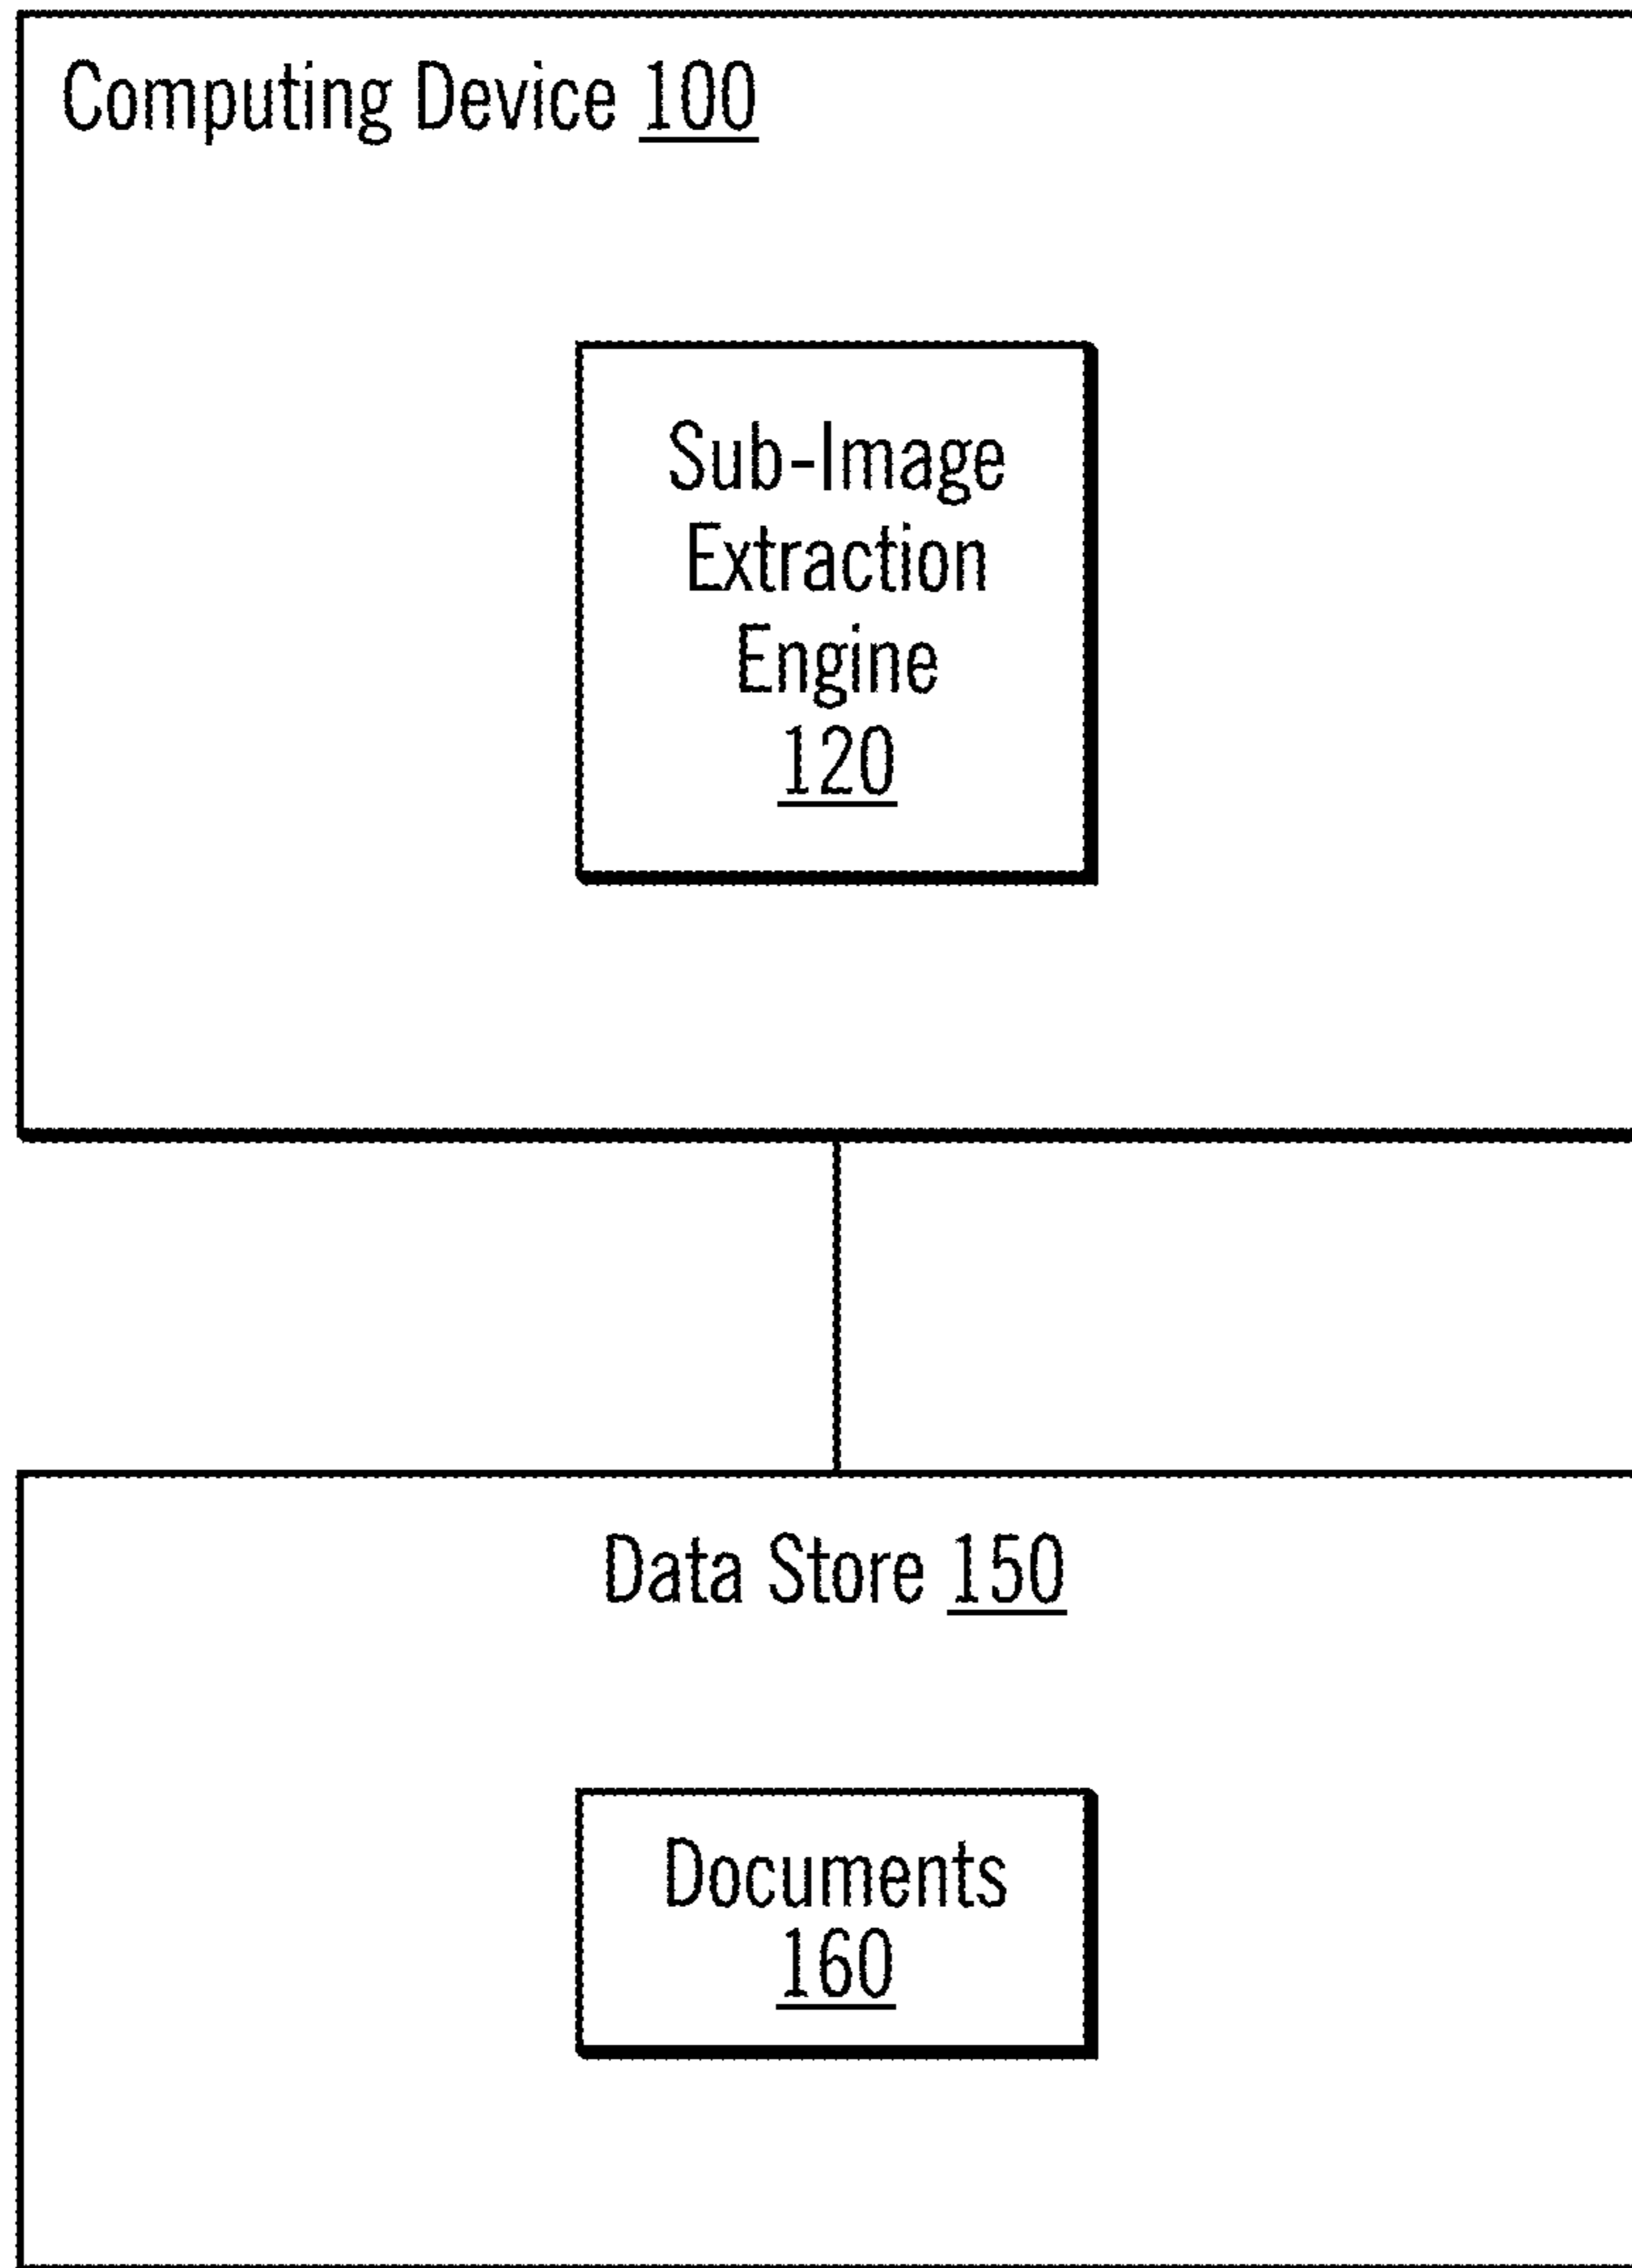 Computing Device 100
Sub-Image
Extraction
Engine
120
Data Store 150
Documents
160